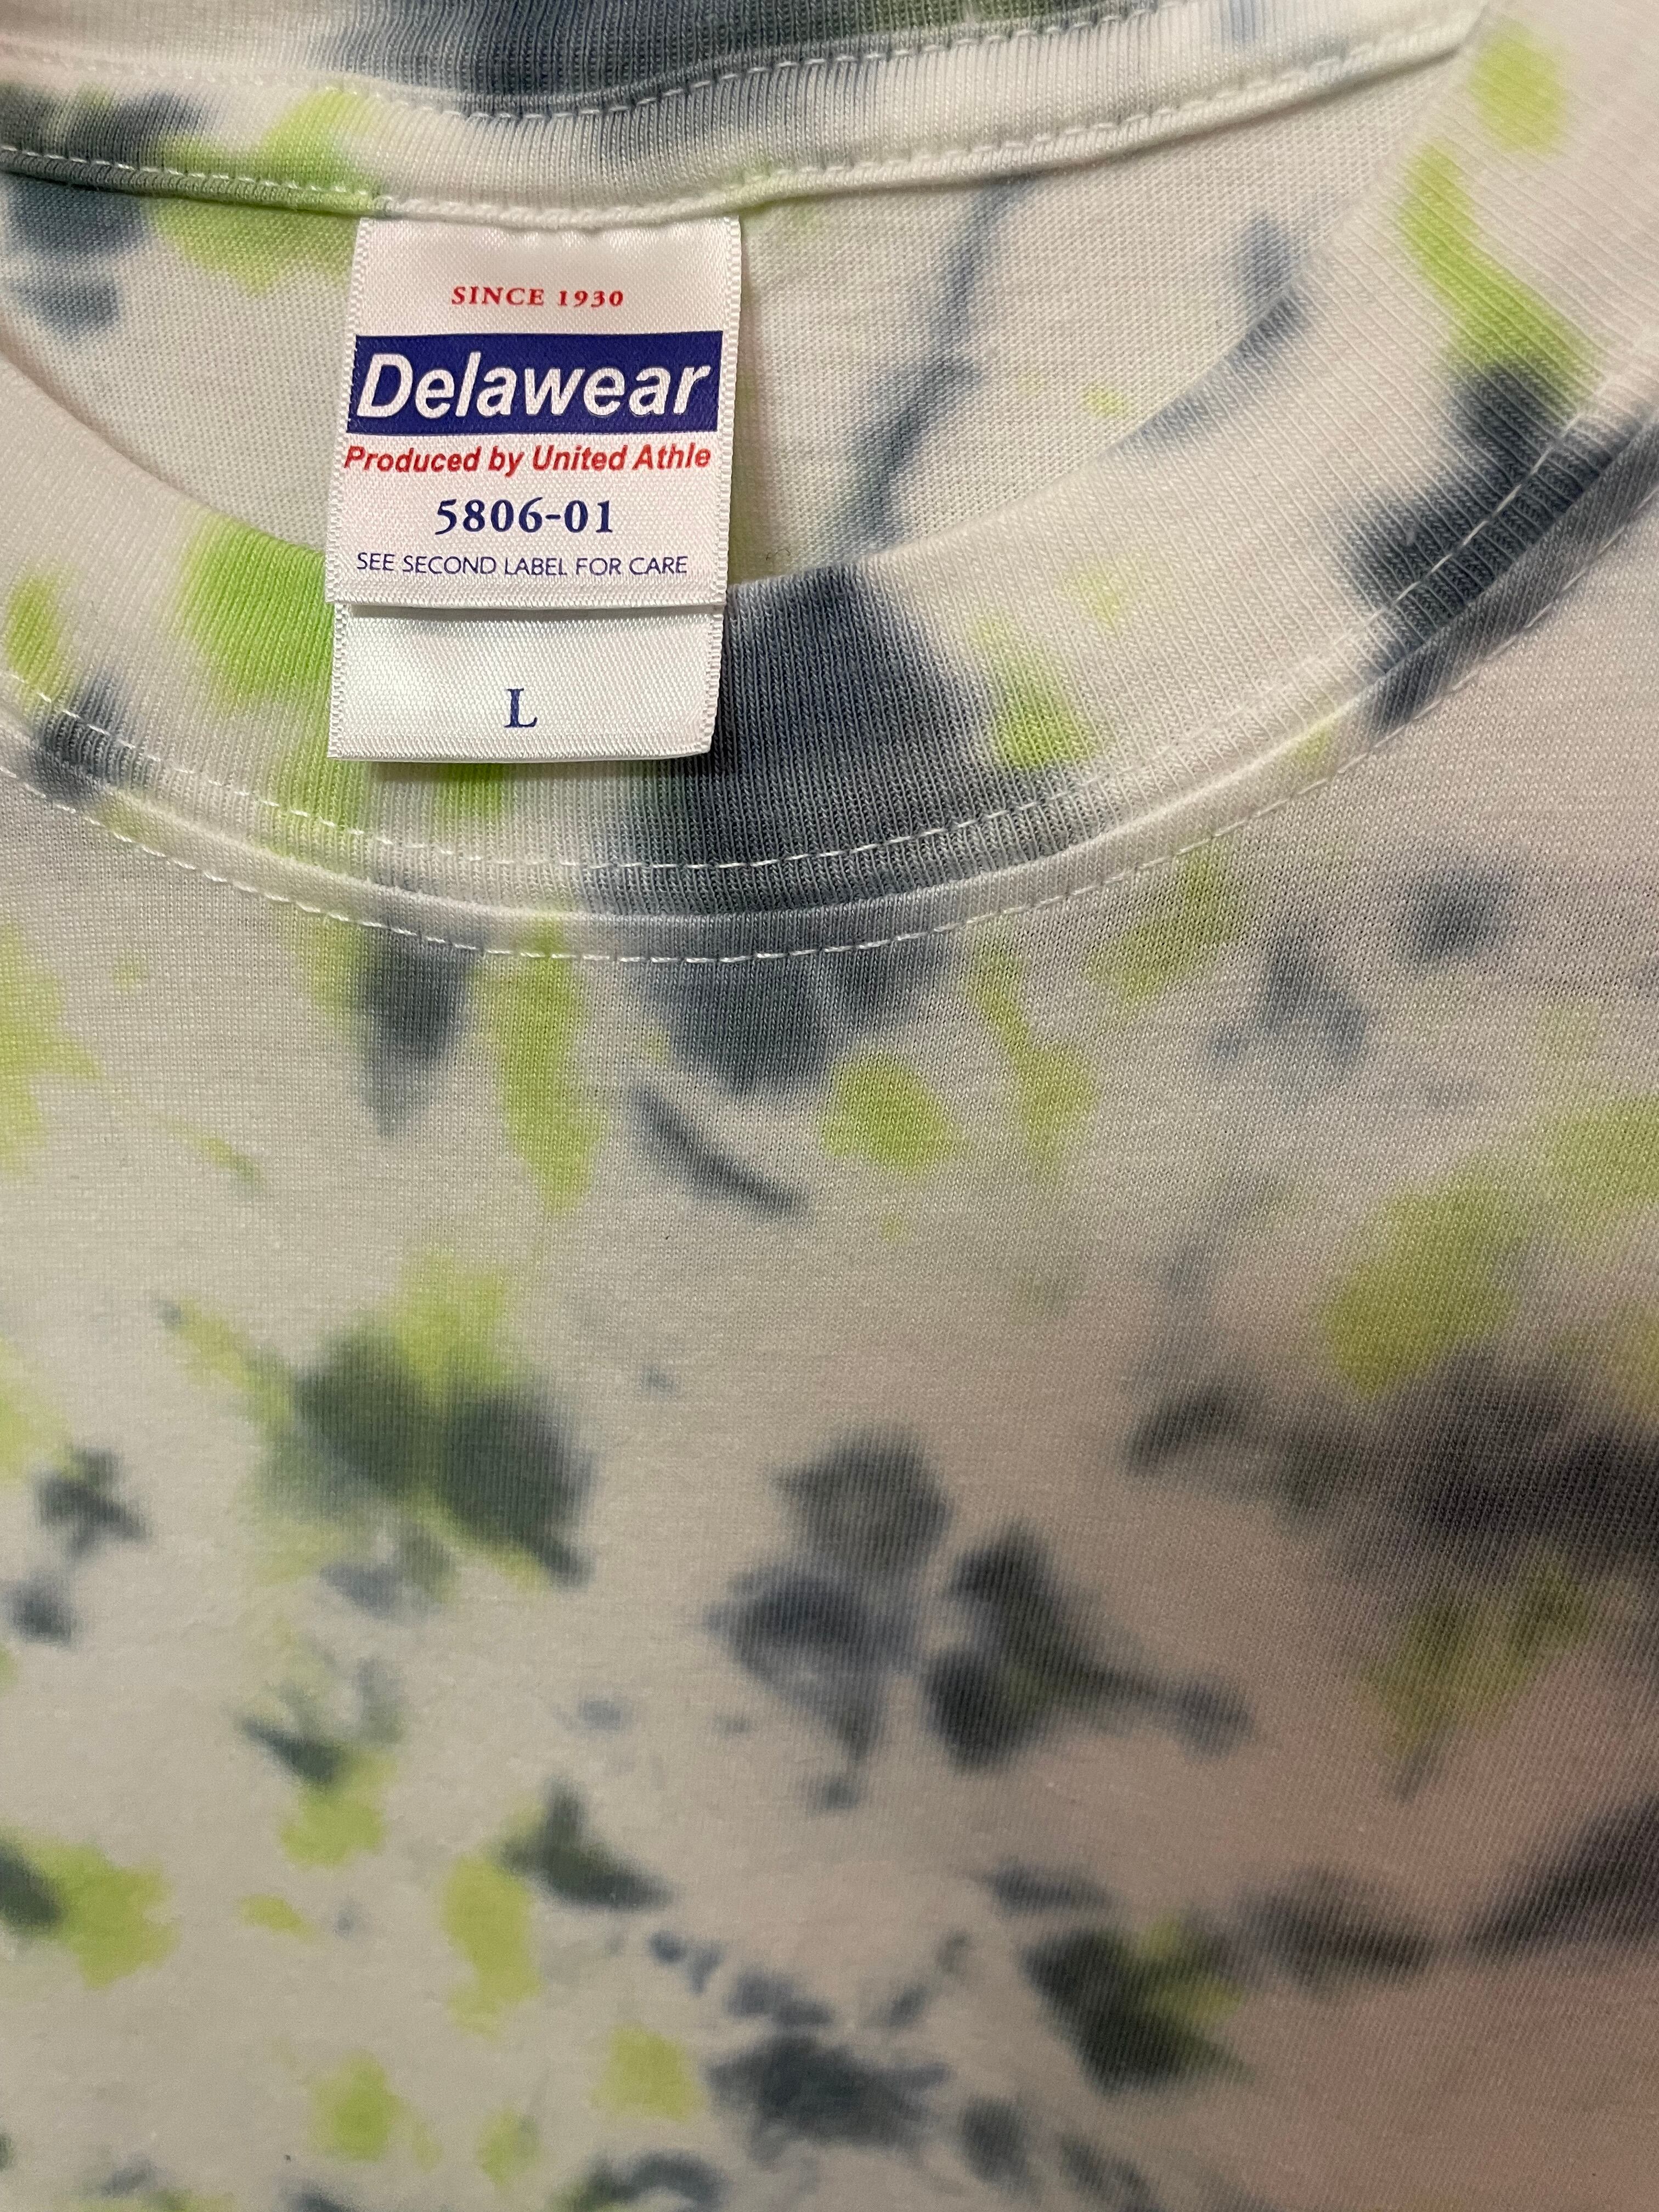 SINCE 1930
Delawear
Produced by United Athle
5806-01
SEE SECOND LABEL FOR CARE
L